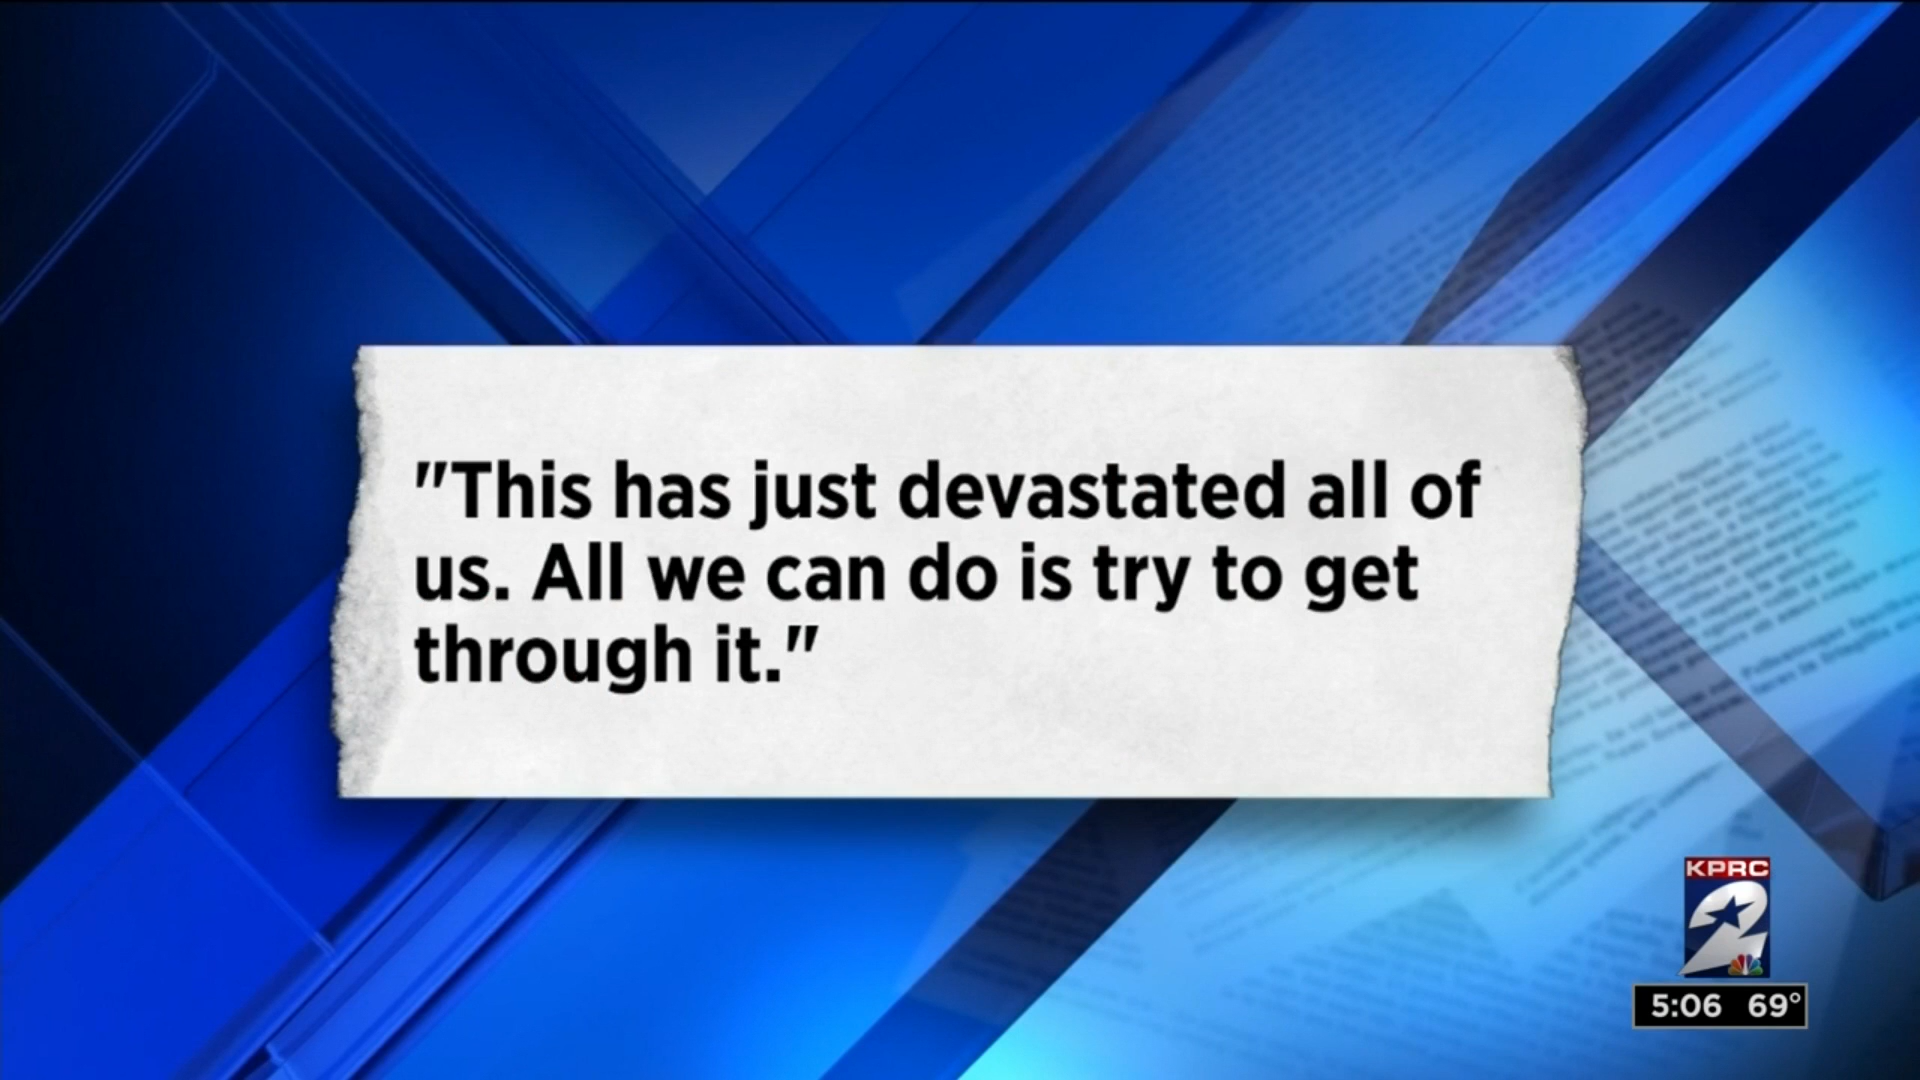 "This has just devastated all of
us. All we can do is try to get
through it."
KPRC
2
5:06 69°